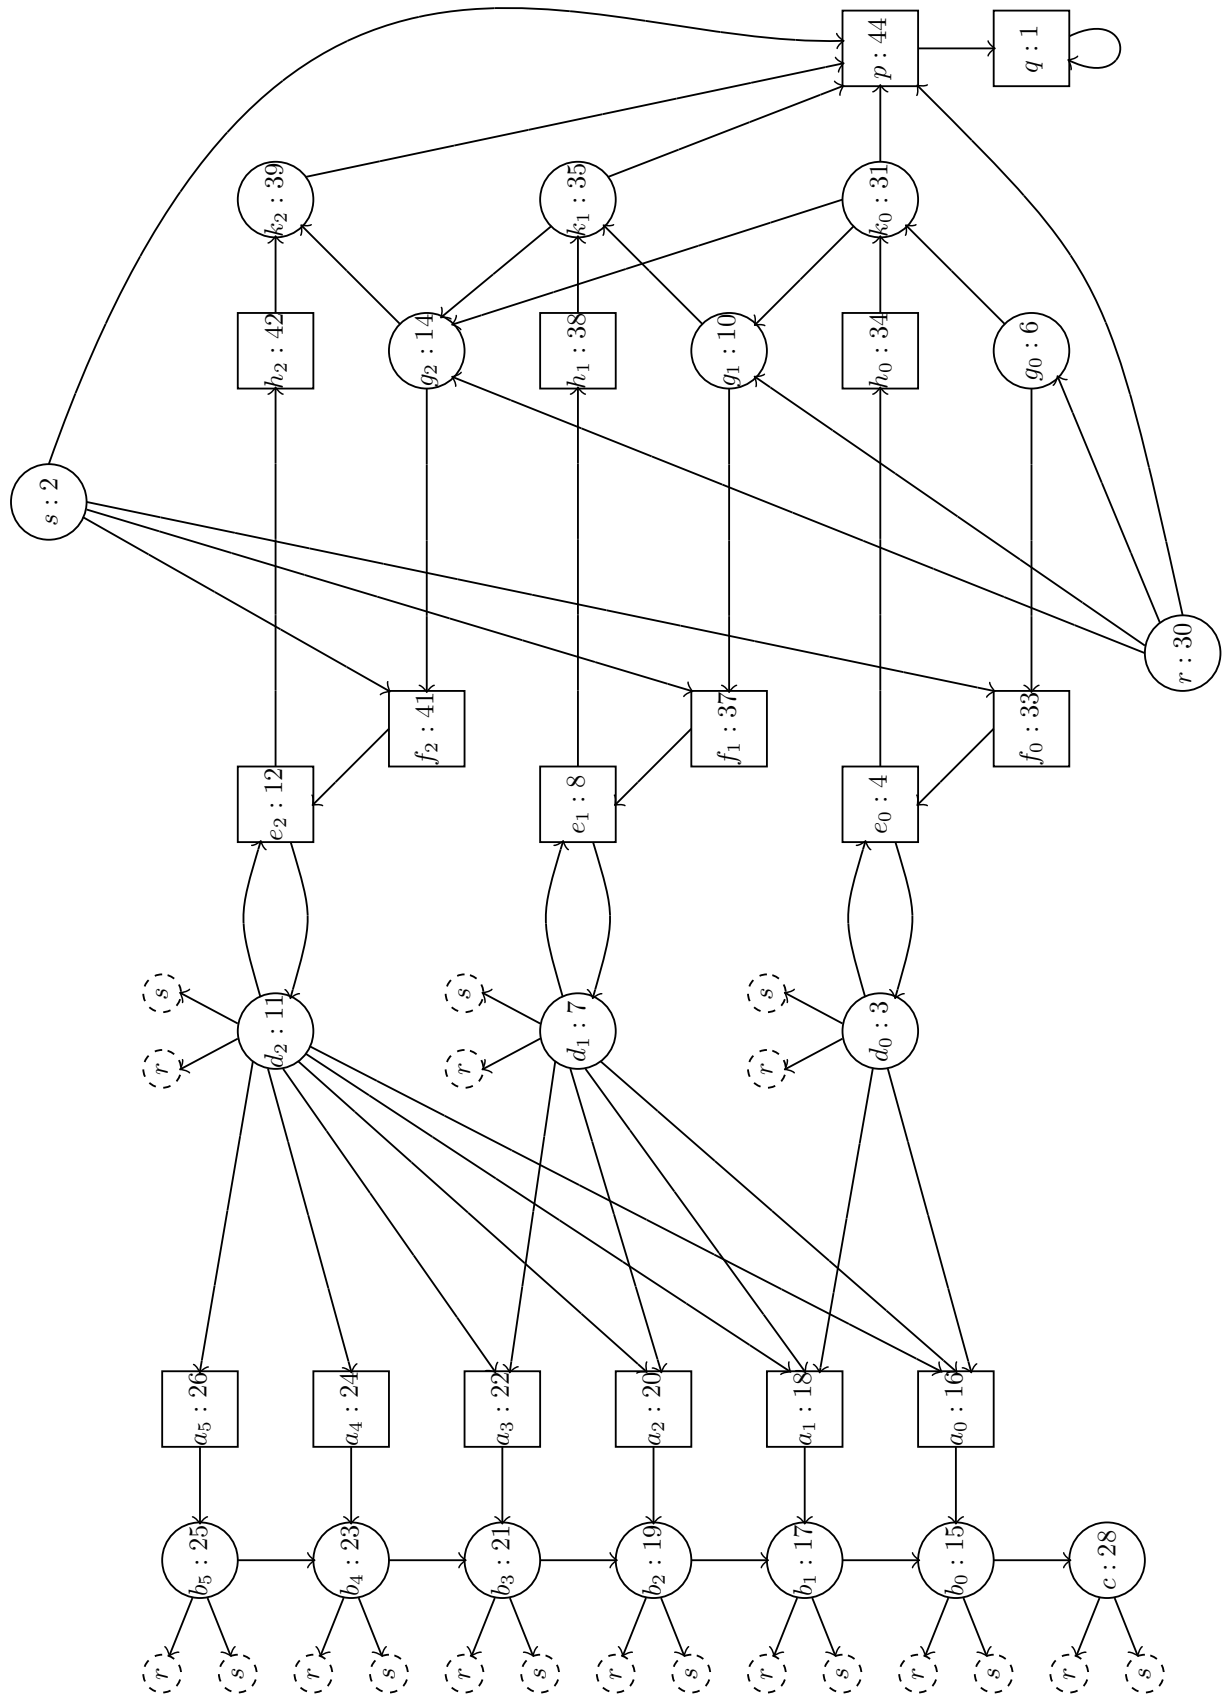 s : 2
p : 44
q : 1
k₂ : 39
k₁ : 35
k₀ : 31
h₂ : 42
g₂ : 14
h₁ : 38
g₁ : 10
h₀ : 34
g₀ : 6
r : 30
f₂ : 41
f₁ : 37
f₀ : 33
e₂ : 12
e₁ : 8
e₀ : 4
s
s
s
r
r
r
d₂ : 11
d₁ : 7
d₀ : 3
a₅ : 26
a₄ : 24
a₃ : 22
a₂ : 20
a₁ : 18
a₀ : 16
b₅ : 25
b₄ : 23
b₃ : 21
b₂ : 19
b₁ : 17
b₀ : 15
c : 28
r
s
r
s
r
s
r
s
r
s
r
s
r
s